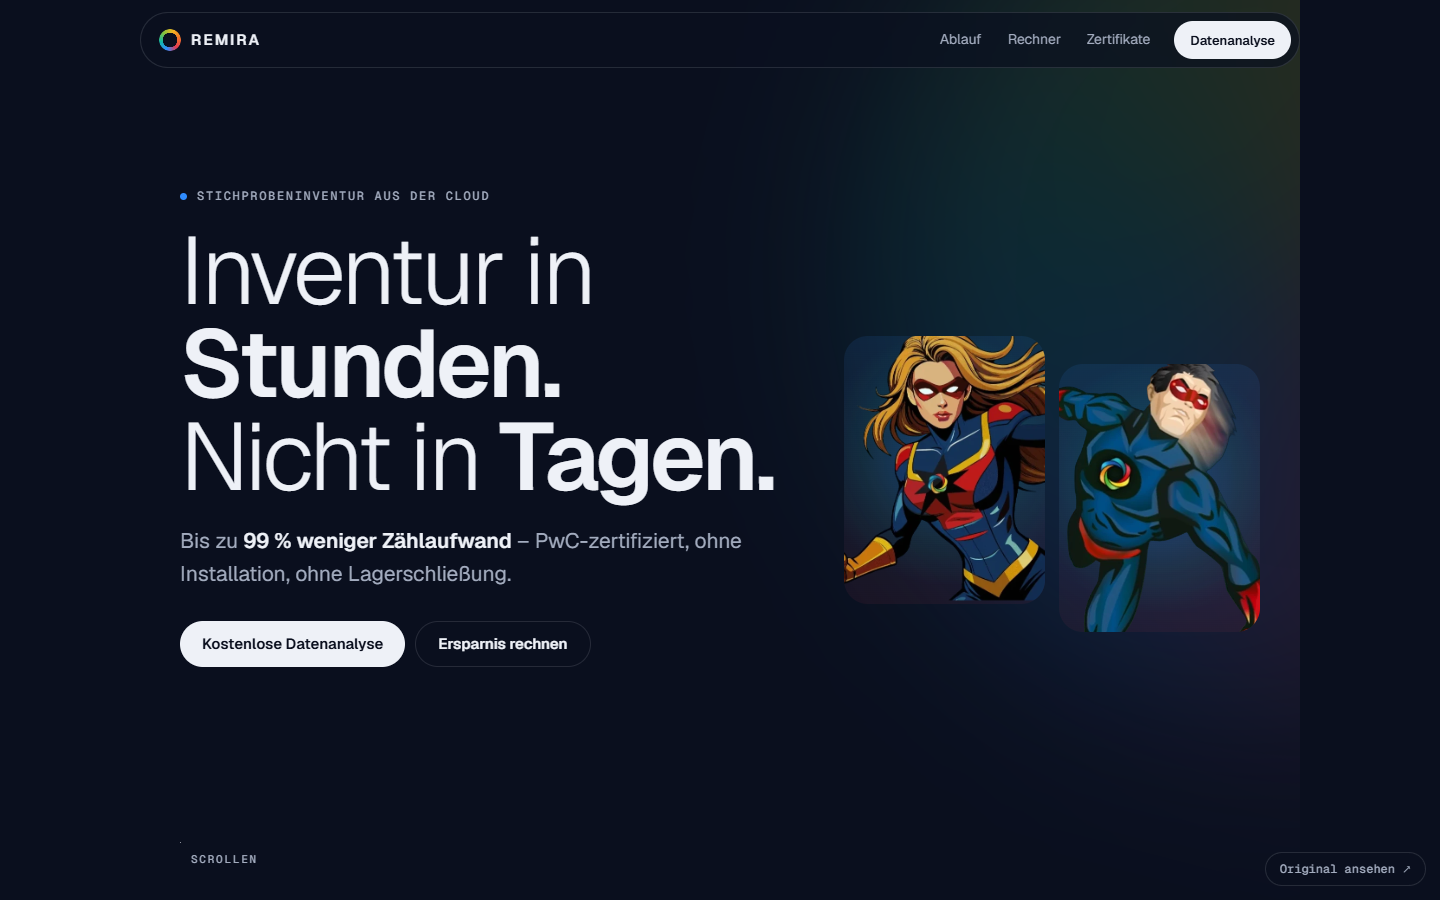 REMIRA
Ablauf
Rechner
Zertifikate
Datenanalyse
STICHPROBENINVENTUR AUS DER CLOUD
Inventur in
Stunden.
Nicht in Tagen.
Bis zu 99 % weniger Zählaufwand – PwC-zertifiziert, ohne
Installation, ohne Lagerschließung.
Kostenlose Datenanalyse
Ersparnis rechnen
SCROLLEN
Original ansehen ↗